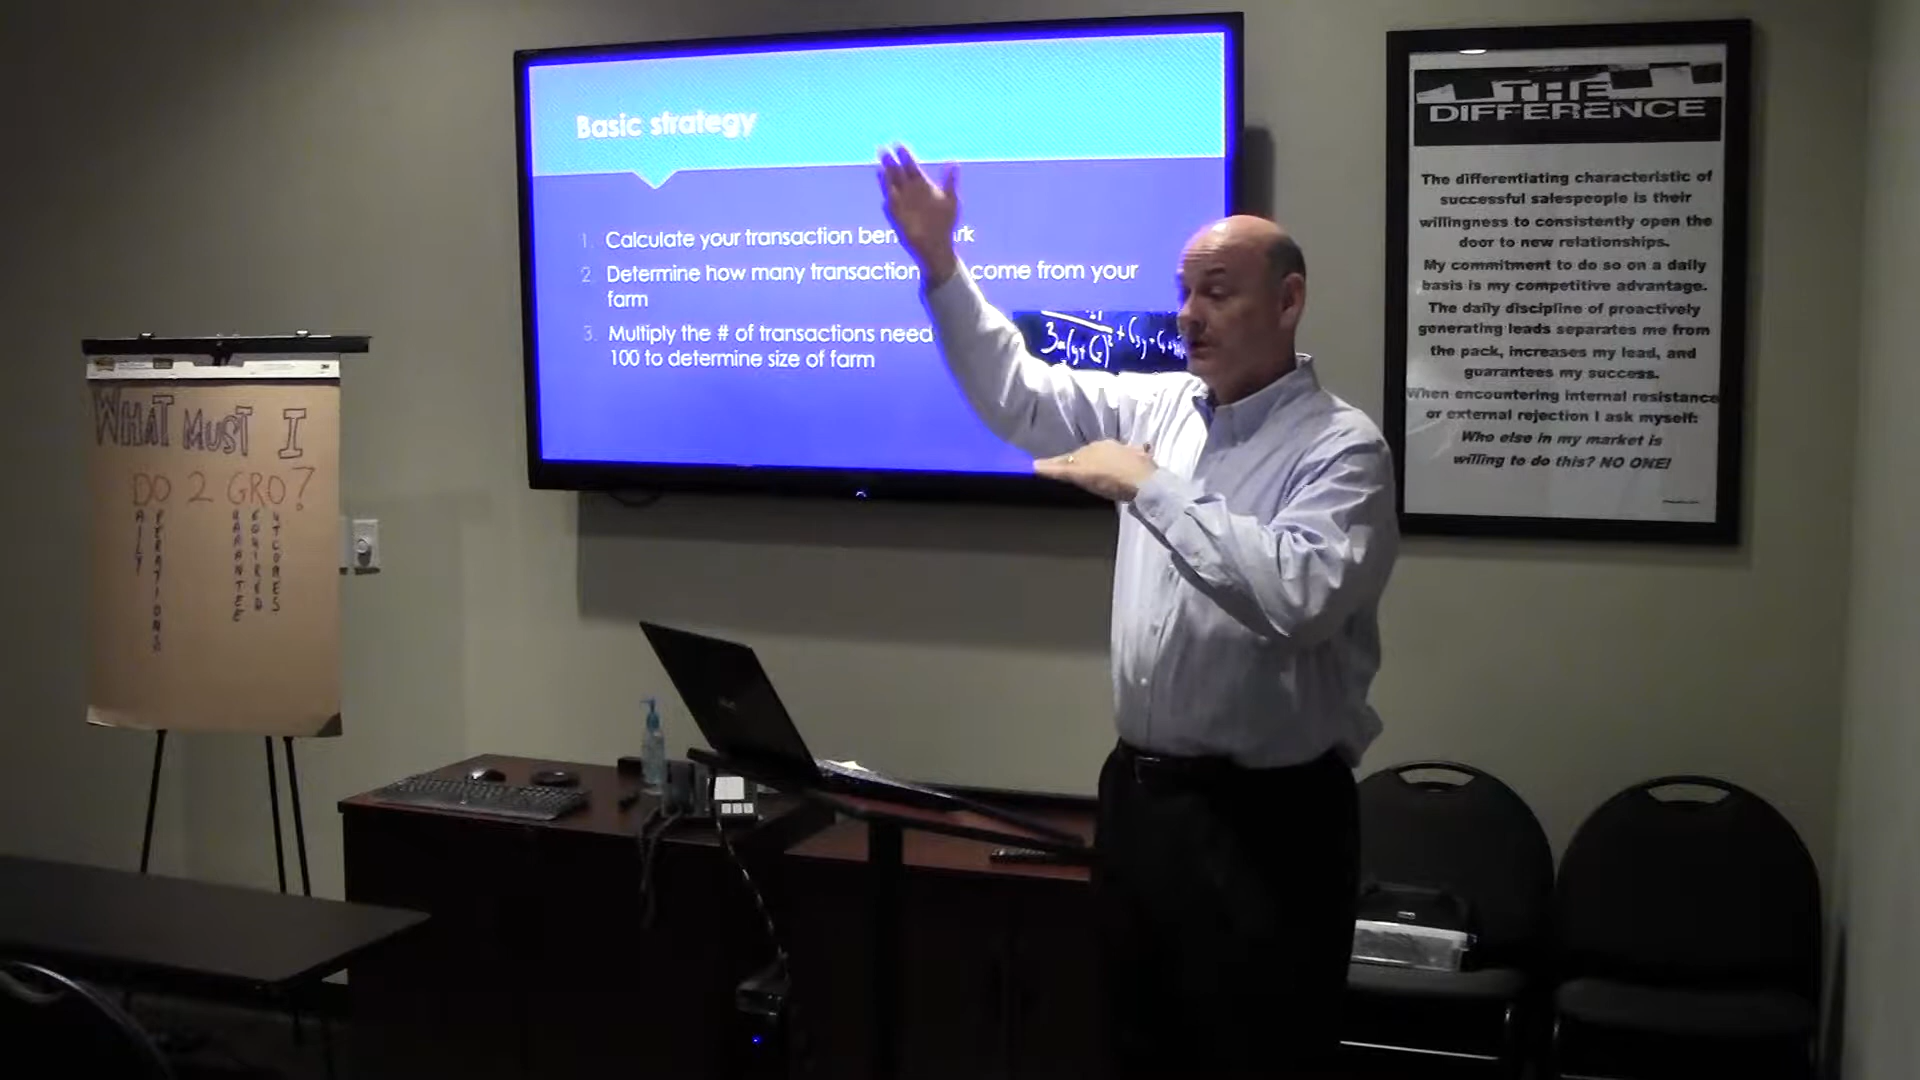 Basic strategy
1. Calculate your transaction
2. Determine how many come from your
farm
3. Multiply the # of transactions
100 to determine size of farm
THE
DIFFERENCE
The differentiating characteristic of
successful salespeople is their
willingness to consistently open the
door to new relationships.
My commitment to do so on a daily
basis is my competitive advantage.
The daily discipline of proactively
generating leads separates me from
the pack, increases my lead, and
guarantees my success.
When encountering internal resistance
or external rejection I ask myself:
Who else in my market is
willing to do this? NO ONE!
WHAT MUST I
DO 2 GRO?
DAILY
OPERATIONS
GUARANTEE
REQUIRED
OUTCOMES